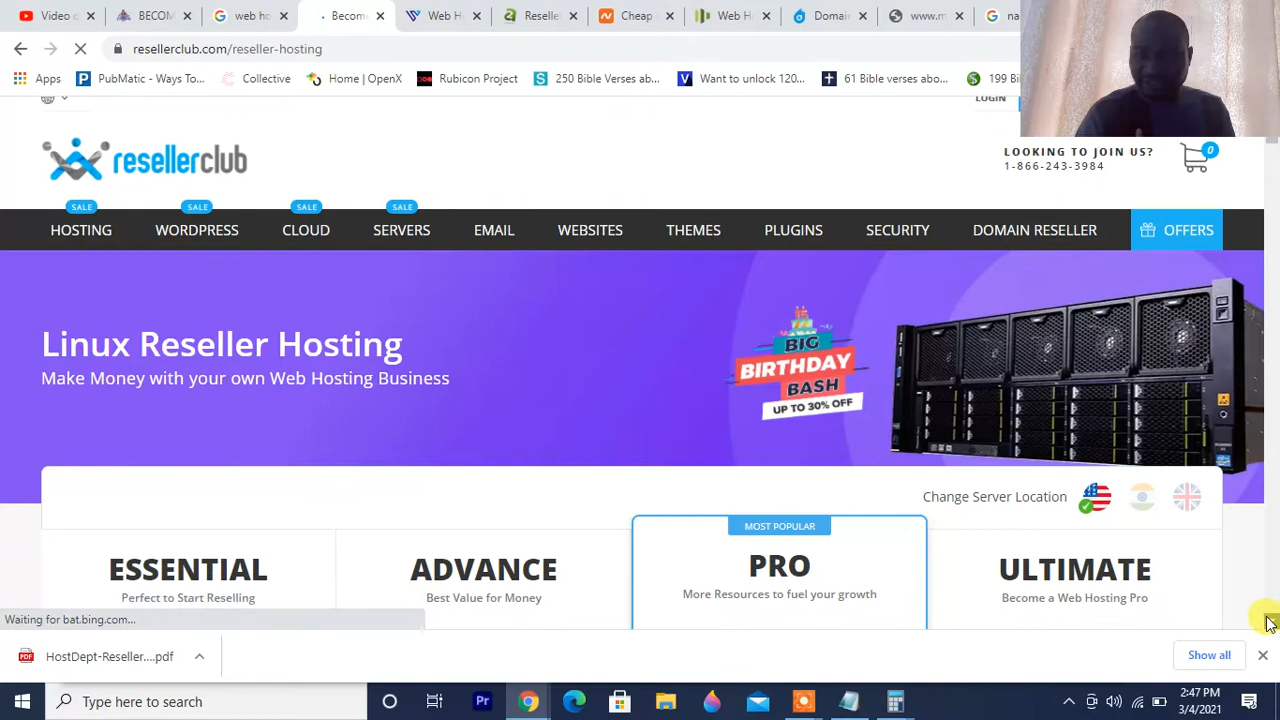 Video c
BECOM
web ho
Become
Web H
Reselle
Cheap
Web H
Domai
www.m
na
resellerclub.com/reseller-hosting
Apps
PubMatic - Ways To...
Collective
Home | OpenX
Rubicon Project
250 Bible Verses ab...
Want to unlock 120...
61 Bible verses abo...
199 Bi
LOGIN
resellerclub
LOOKING TO JOIN US?
1-866-243-3984
0
SALE
SALE
SALE
SALE
HOSTING
WORDPRESS
CLOUD
SERVERS
EMAIL
WEBSITES
THEMES
PLUGINS
SECURITY
DOMAIN RESELLER
OFFERS
Linux Reseller Hosting
Make Money with your own Web Hosting Business
15
BIG
BIRTHDAY
BASH
UP TO 30% OFF
Change Server Location
MOST POPULAR
ESSENTIAL
Perfect to Start Reselling
ADVANCE
Best Value for Money
PRO
More Resources to fuel your growth
ULTIMATE
Become a Web Hosting Pro
Waiting for bat.bing.com...
HostDept-Reseller....pdf
Show all
Type here to search
2:47 PM
3/4/2021